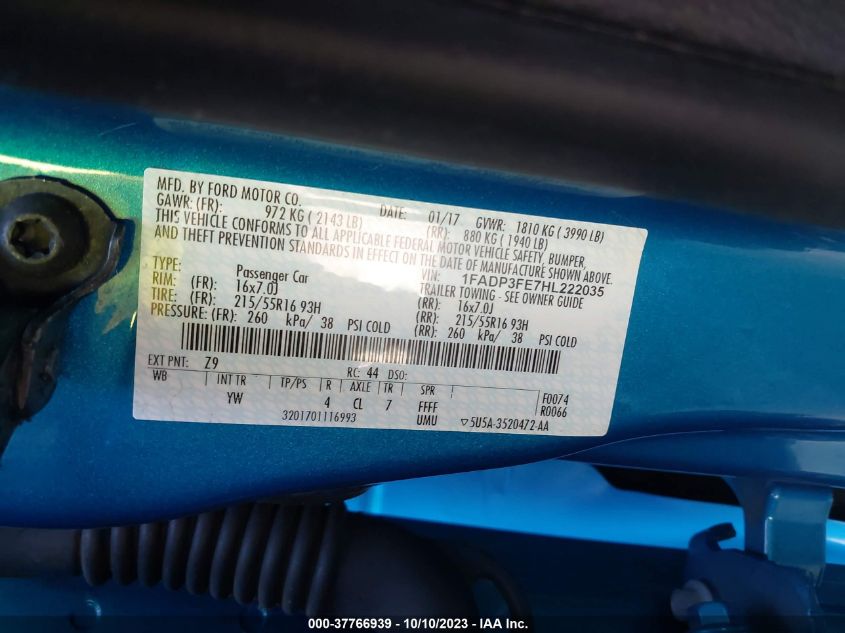 MFD. BY FORD MOTOR CO. DATE: 01/17 GVWR: 1810 KG ( 3990 LB)
GAWR: (FR): 972 KG ( 2143 LB) (RR): 880 KG ( 1940 LB)
THIS VEHICLE CONFORMS TO ALL APPLICABLE FEDERAL MOTOR VEHICLE SAFETY, BUMPER,
AND THEFT PREVENTION STANDARDS IN EFFECT ON THE DATE OF MANUFACTURE SHOWN ABOVE.
VIN: 1FADP3FE7HL222035
TYPE: Passenger Car TRAILER TOWING - SEE OWNER GUIDE
RIM: (FR): 16x7.0J (RR): 16x7.0J
TIRE: (FR): 215/55R16 93H (RR): 215/55R16 93H
PRESSURE: (FR): 260 kPa/ 38 PSI COLD (RR): 260 kPa/ 38 PSI COLD
EXT PNT: Z9 RC: 44 DSO:
WB INT TR TP/PS R AXLE TR SPR F0074
YW 4 CL 7 FFFF R0066
3201701116993 UMU ▽5U5A-3520472-AA
000-37766939 - 10/10/2023 - IAA Inc.